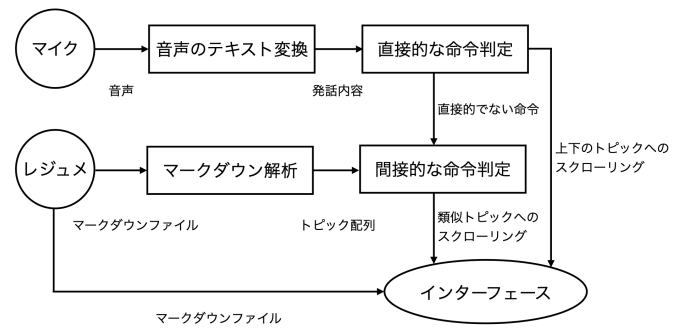 マイク
音声のテキスト変換
直接的な命令判定
音声
発話内容
直接的でない命令
上下のトピックへの
スクローリング
レジュメ
マークダウン解析
間接的な命令判定
マークダウンファイル
トピック配列
類似トピックへの
スクローリング
インターフェース
マークダウンファイル